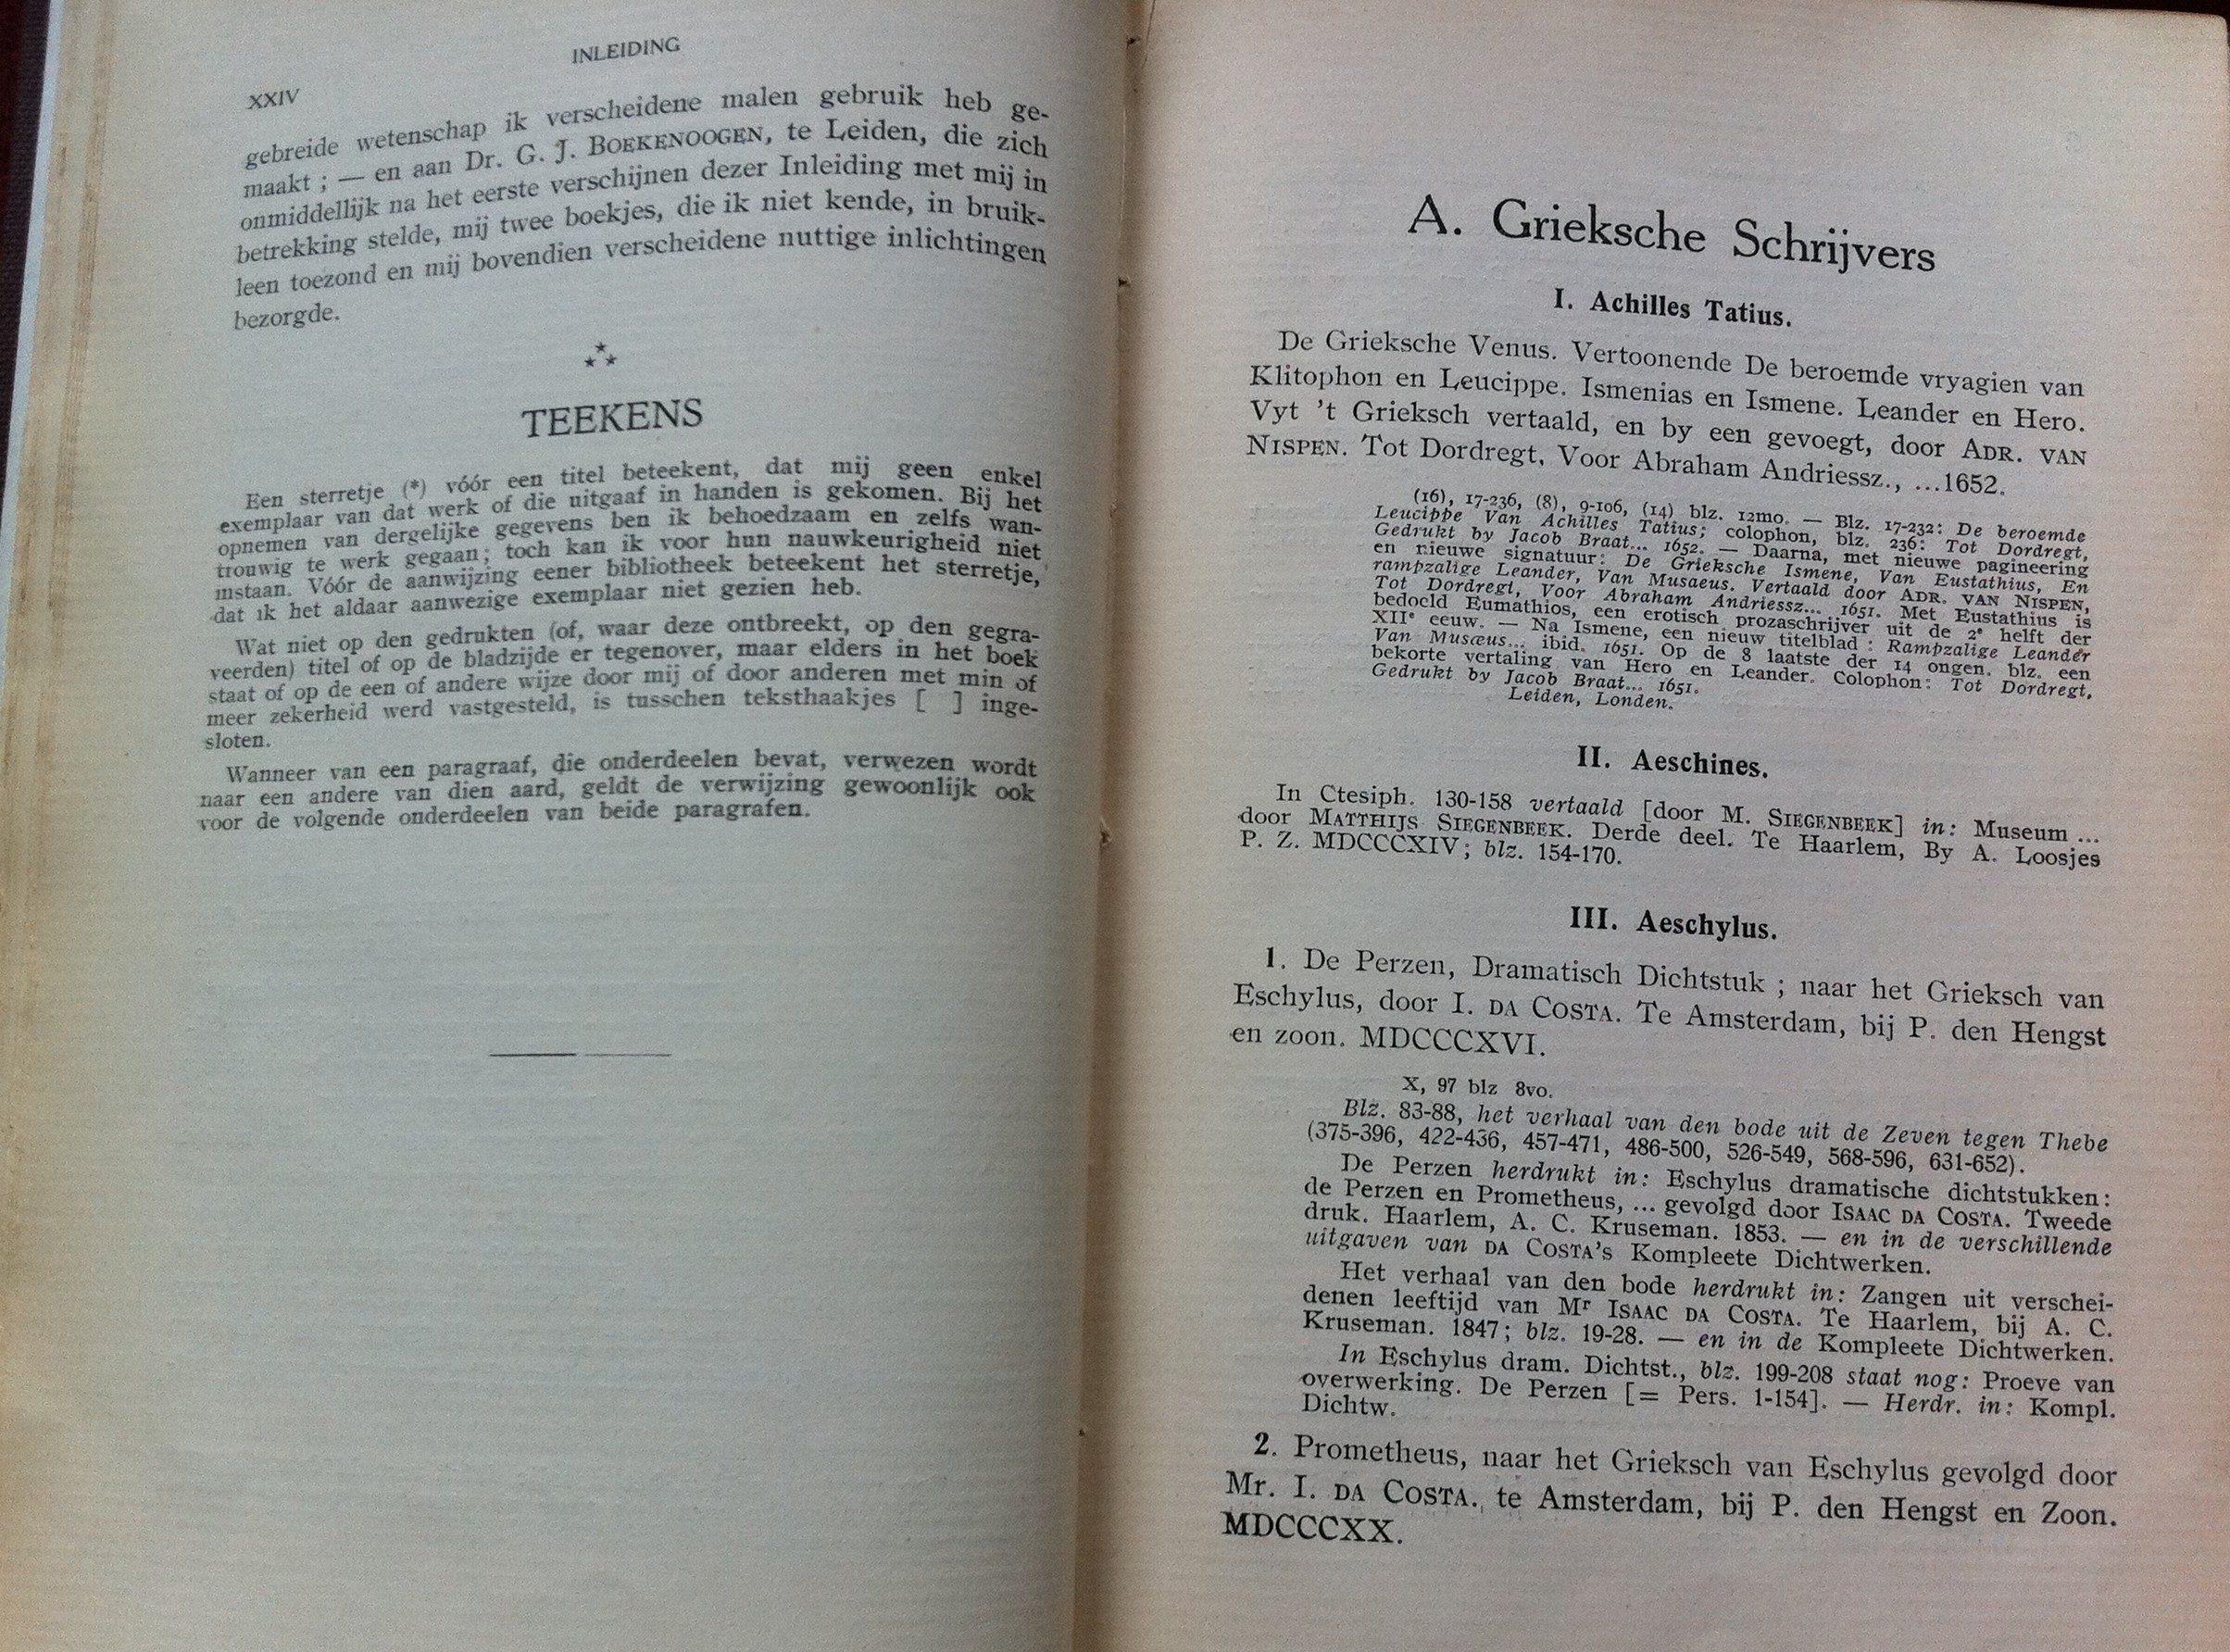 INLEIDING
XXIV
gebreide wetenschap ik verscheidene malen gebruik heb ge-
maakt ; — en aan Dr. G. J. BOEKENOOGEN, te Leiden, die zich
onmiddellijk na het eerste verschijnen dezer Inleiding met mij in
betrekking stelde, mij twee boekjes, die ik niet kende, in bruik-
leen toezond en mij bovendien verscheidene nuttige inlichtingen
bezorgde.
TEEKENS
Een sterretje (*) vóór een titel beteekent, dat mij geen enkel
exemplaar van dat werk of die uitgaaf in handen is gekomen. Bij het
opnemen van dergelijke gegevens ben ik behoedzaam en zelfs wan-
trouwig te werk gegaan; toch kan ik voor hun nauwkeurigheid niet
instaan. Vóór de aanwijzing eener bibliotheek beteekent het sterretje,
dat ik het aldaar aanwezige exemplaar niet gezien heb.
Wat niet op den gedrukten (of, waar deze ontbreekt, op den gegra-
veerden) titel of op de bladzijde er tegenover, maar elders in het boek
staat of op de een of andere wijze door mij of door anderen met min of
meer zekerheid werd vastgesteld, is tusschen teksthaakjes [ ] inge-
sloten.
Wanneer van een paragraaf, die onderdeelen bevat, verwezen wordt
naar een andere van dien aard, geldt de verwijzing gewoonlijk ook
voor de volgende onderdeelen van beide paragrafen.
A. Grieksche Schrijvers
I. Achilles Tatius.
De Grieksche Venus. Vertoonende De beroemde vryagien van
Klitophon en Leucippe. Ismenias en Ismene. Leander en Hero.
Vyt 't Grieksch vertaald, en by een gevoegt, door ADR. VAN
NISPEN. Tot Dordregt, Voor Abraham Andriessz., ...1652.
(16), 17-236, (8), 9-106, (14) blz. 12mo. — Blz. 17-232: De beroemde
Leucippe Van Achilles Tatius; colophon, blz. 236: Tot Dordregt,
Gedrukt by Jacob Braat... 1652. — Daarna, met nieuwe pagineering
en nieuwe signatuur: De Grieksche Ismene, Van Eustathius, En
rampzalige Leander, Van Musaeus. Vertaald door ADR. VAN NISPEN,
Tot Dordregt, Voor Abraham Andriessz... 1651. Met Eustathius is
bedoeld Eumathios, een erotisch prozaschrijver uit de 2e helft der
XIIe eeuw. — Na Ismene, een nieuw titelblad: Rampzalige Leander
Van Musæus... ibid. 1651. Op de 8 laatste der 14 ongen. blz. een
bekorte vertaling van Hero en Leander. Colophon: Tot Dordregt,
Gedrukt by Jacob Braat... 1651.
Leiden, Londen.
II. Aeschines.
In Ctesiph. 130-158 vertaald [door M. SIEGENBEEK] in: Museum ...
door MATTHIJS SIEGENBEEK. Derde deel. Te Haarlem, By A. Loosjes
P. Z. MDCCCXIV; blz. 154-170.
III. Aeschylus.
1. De Perzen, Dramatisch Dichtstuk ; naar het Grieksch van
Eschylus, door I. DA COSTA. Te Amsterdam, bij P. den Hengst
en zoon. MDCCCXVI.
X, 97 blz 8vo.
Blz. 83-88, het verhaal van den bode uit de Zeven tegen Thebe
(375-396, 422-436, 457-471, 486-500, 526-549, 568-596, 631-652).
De Perzen herdrukt in: Eschylus dramatische dichtstukken:
de Perzen en Prometheus, ... gevolgd door ISAAC DA COSTA. Tweede
druk. Haarlem, A. C. Kruseman. 1853. — en in de verschillende
uitgaven van DA COSTA's Kompleete Dichtwerken.
Het verhaal van den bode herdrukt in: Zangen uit verschei-
denen leeftijd van Mr ISAAC DA COSTA. Te Haarlem, bij A. C.
Kruseman. 1847; blz. 19-28. — en in de Kompleete Dichtwerken.
In Eschylus dram. Dichtst., blz. 199-208 staat nog: Proeve van
overwerking. De Perzen [= Pers. 1-154]. — Herdr. in: Kompl.
Dichtw.
2. Prometheus, naar het Grieksch van Eschylus gevolgd door
Mr. I. DA COSTA. te Amsterdam, bij P. den Hengst en Zoon.
MDCCCXX.